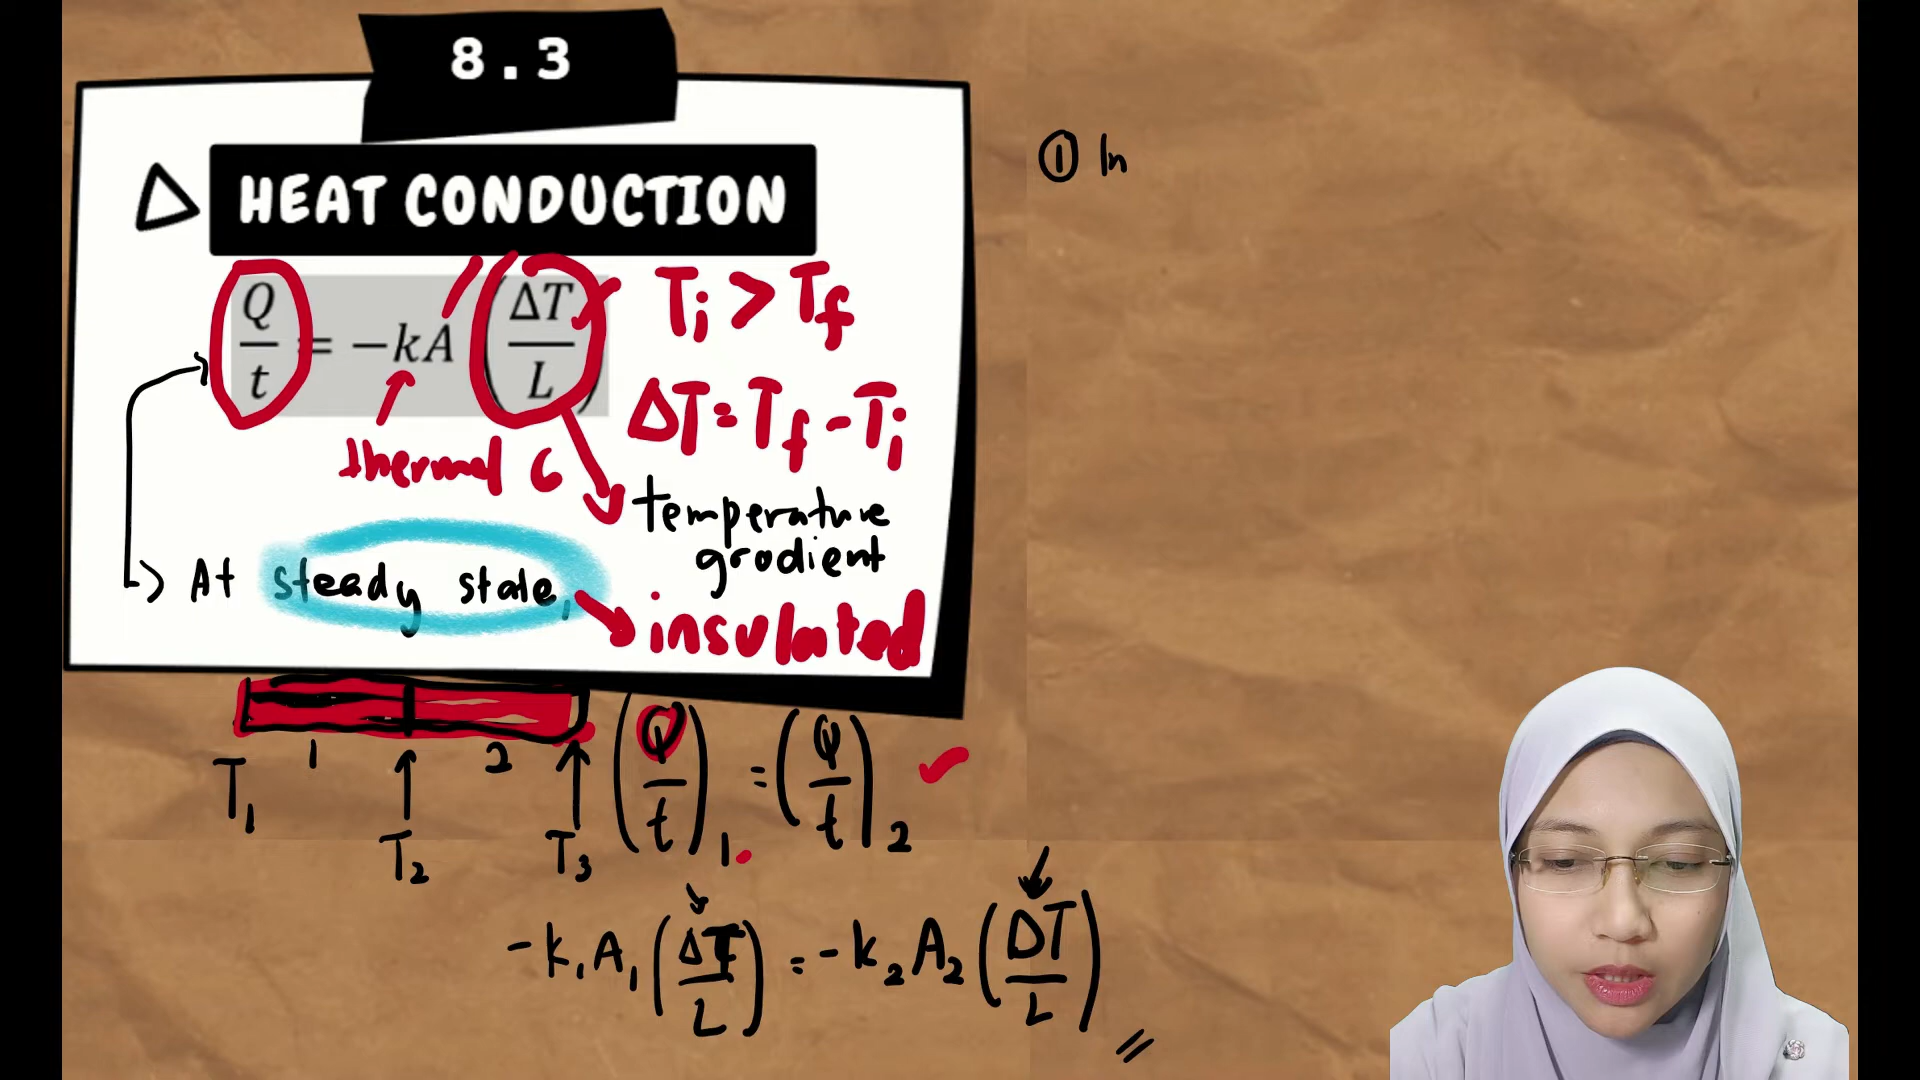 8.3
HEAT CONDUCTION
Q/t = -kA (ΔT/L)
Ti > Tf
ΔT = Tf - Ti
thermal
temperature
gradient
At steady state,
insulated
1 2
T1 T2 T3
(Q/t)1 = (Q/t)2
-k1A1(ΔT/L) = -k2A2(ΔT/L)
① In